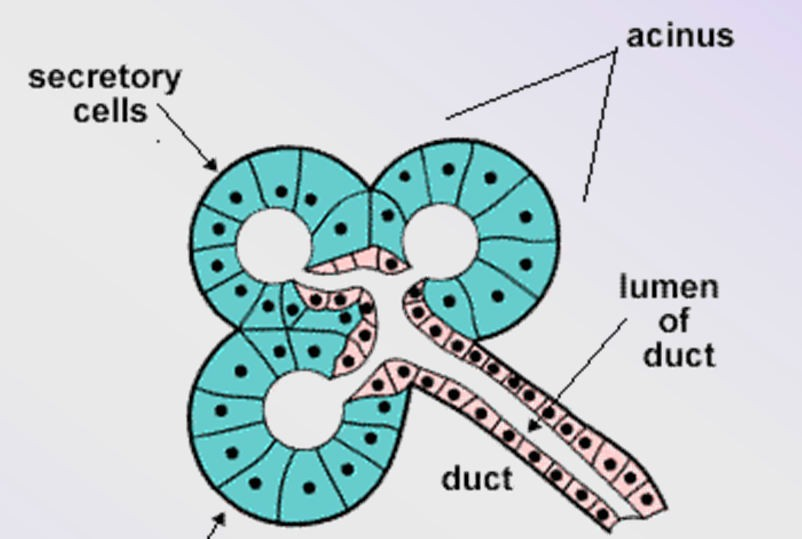 acinus
secretory
cells
lumen
of
duct
duct